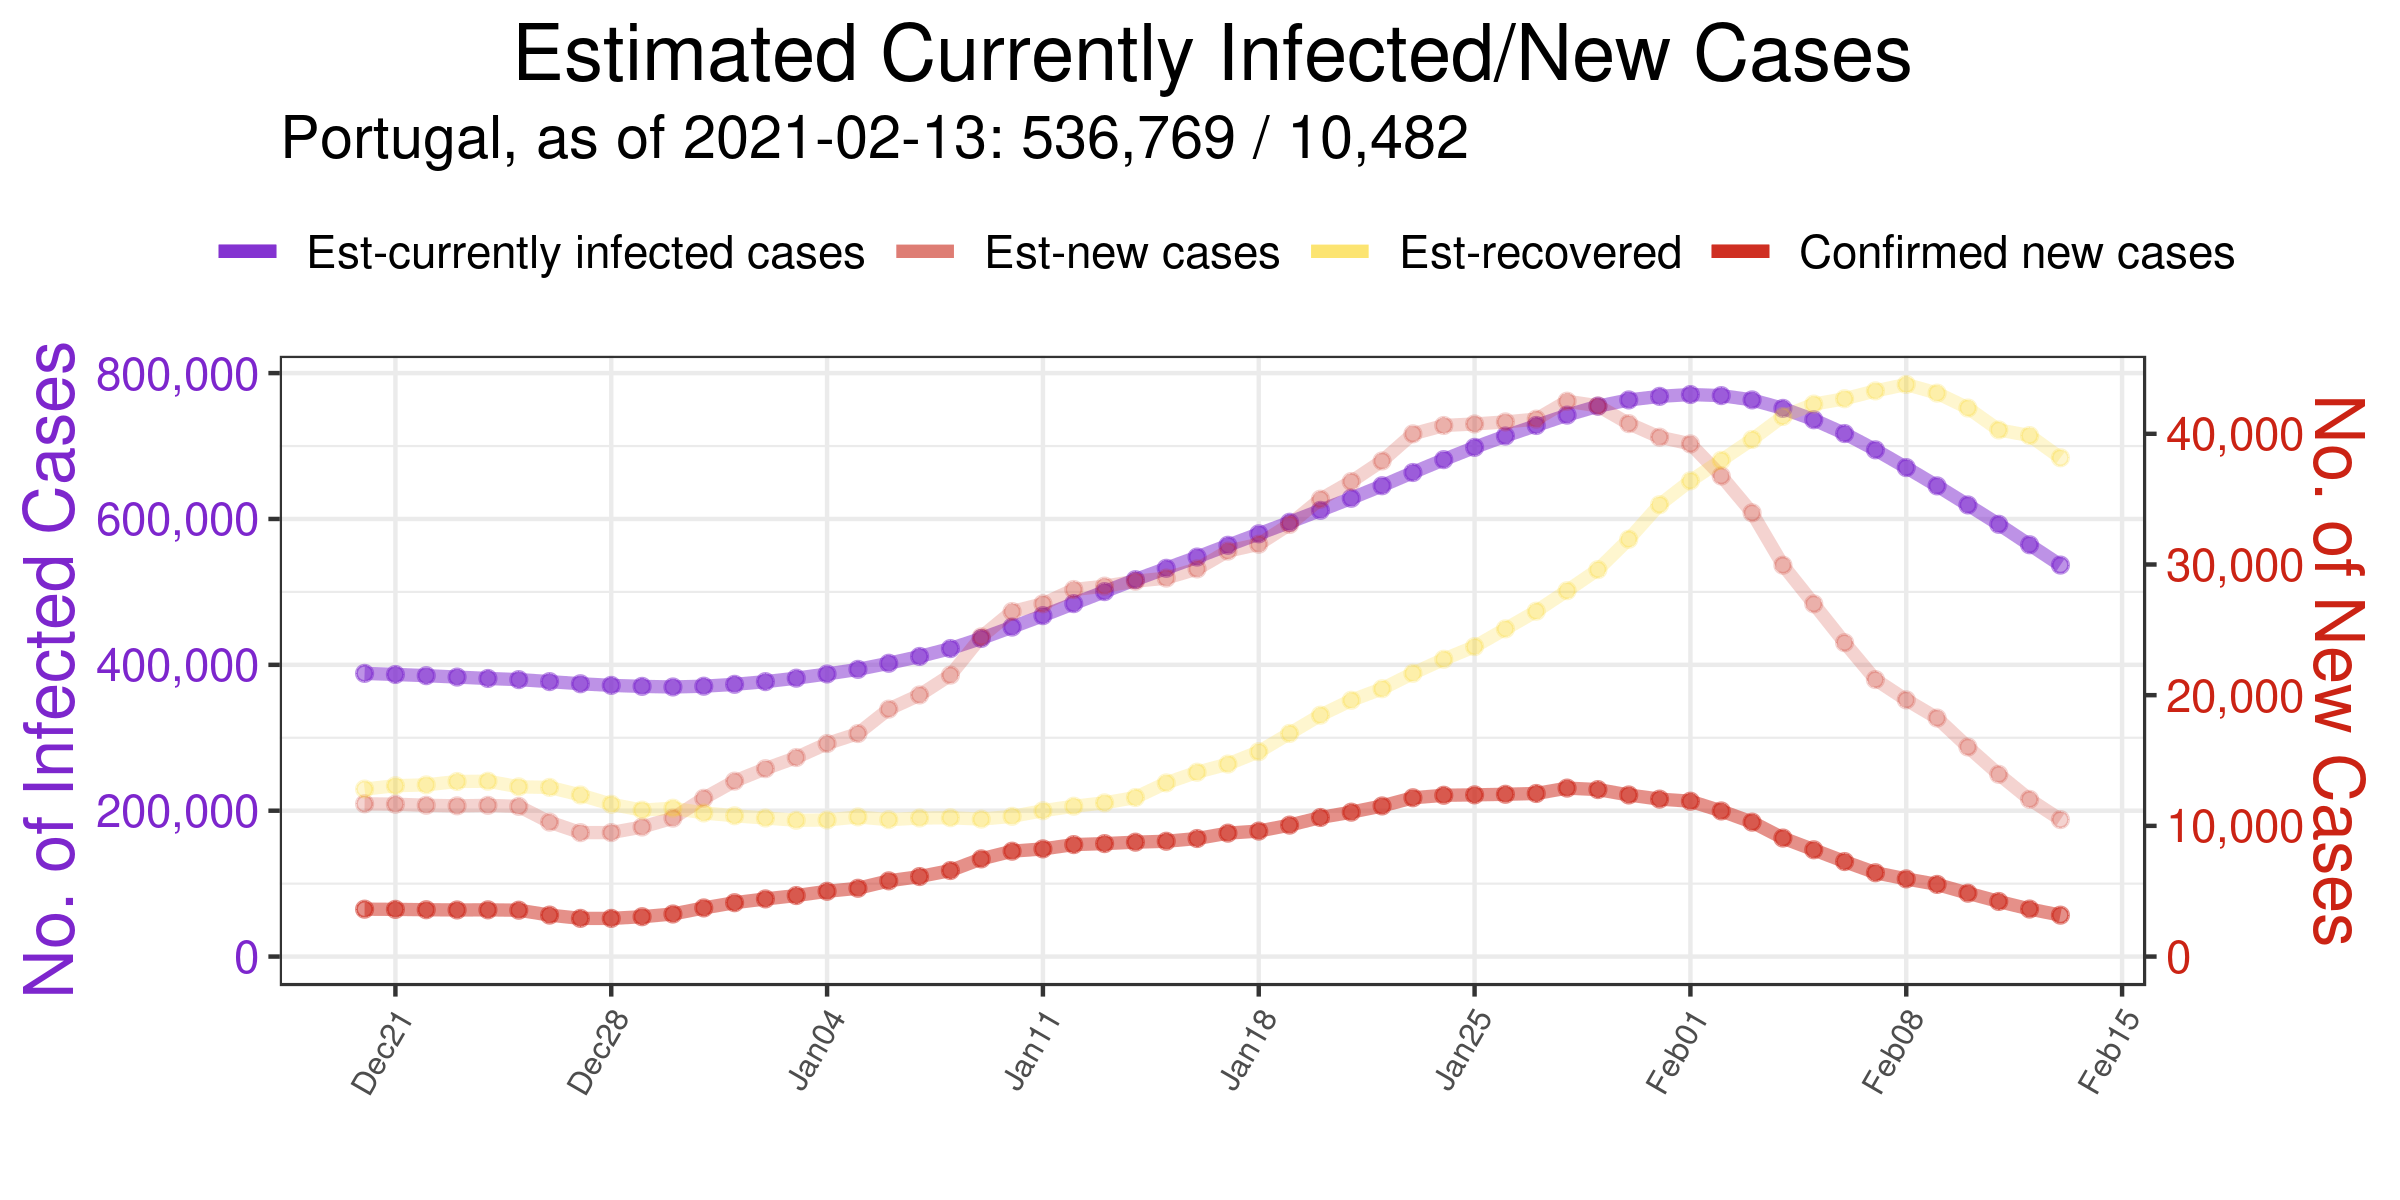 Estimated Currently Infected/New Cases
Portugal, as of 2021-02-13: 536,769 / 10,482
Est-currently infected cases Est-new cases Est-recovered Confirmed new cases
No. of Infected Cases
800,000
600,000
400,000
200,000
0
40,000
30,000
20,000
10,000
0
No. of New Cases
Dec21 Dec28 Jan04 Jan11 Jan18 Jan25 Feb01 Feb08 Feb15